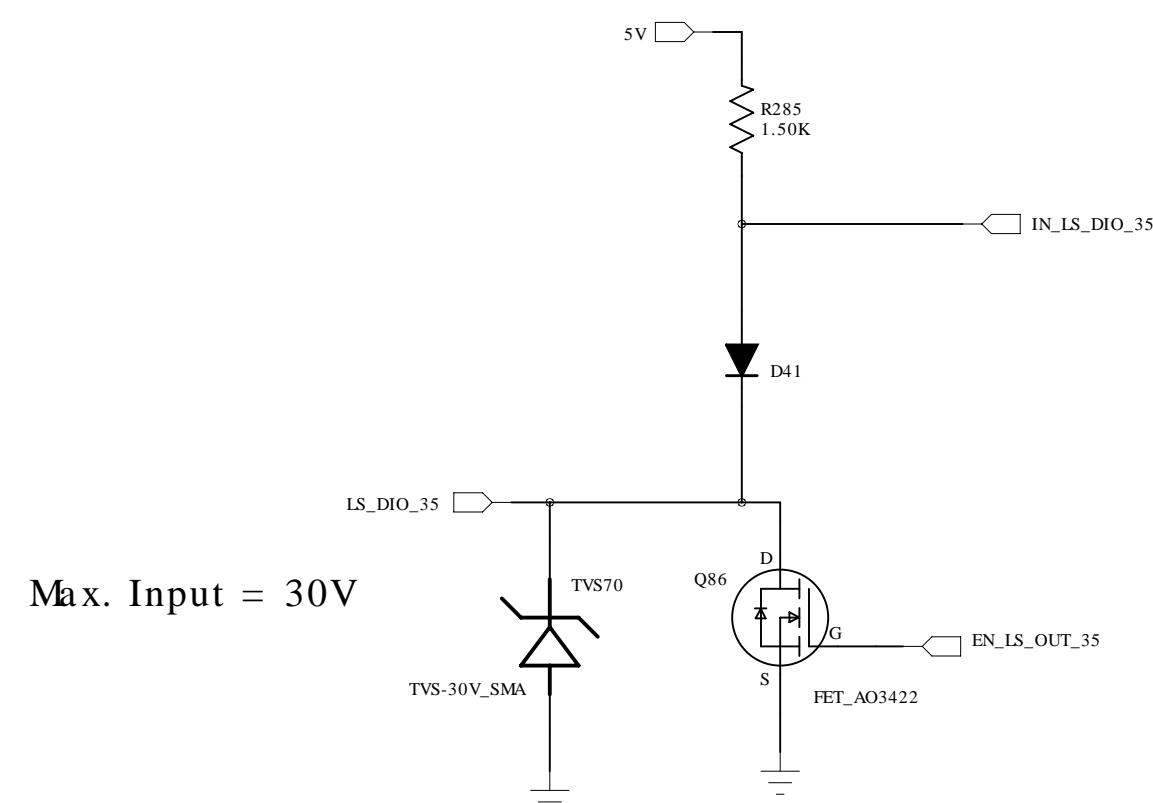 5V
R285
1.50K
IN_LS_DIO_35
D41
LS_DIO_35
D
Q86
TVS70
Max. Input = 30V
G
EN_LS_OUT_35
S
TVS-30V_SMA
FET_AO3422